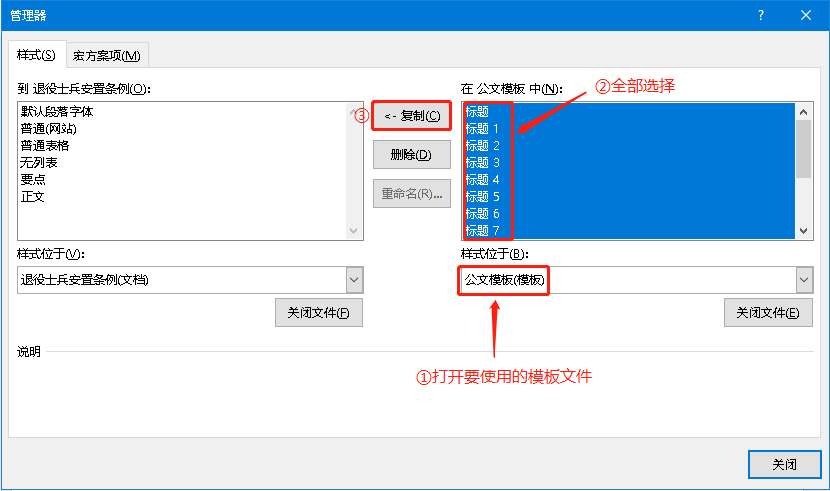 管理器
样式(S)
宏方案项(M)
到 退役士兵安置条例(O):
默认段落字体
普通(网站)
普通表格
无列表
要点
正文
样式位于(V):
退役士兵安置条例(文档)
关闭文件(F)
③
<- 复制(C)
删除(D)
重命名(R)...
在 公文模板 中(N):
②全部选择
标题
标题 1
标题 2
标题 3
标题 4
标题 5
标题 6
标题 7
样式位于(B):
公文模板(模板)
关闭文件(E)
说明
①打开要使用的模板文件
关闭